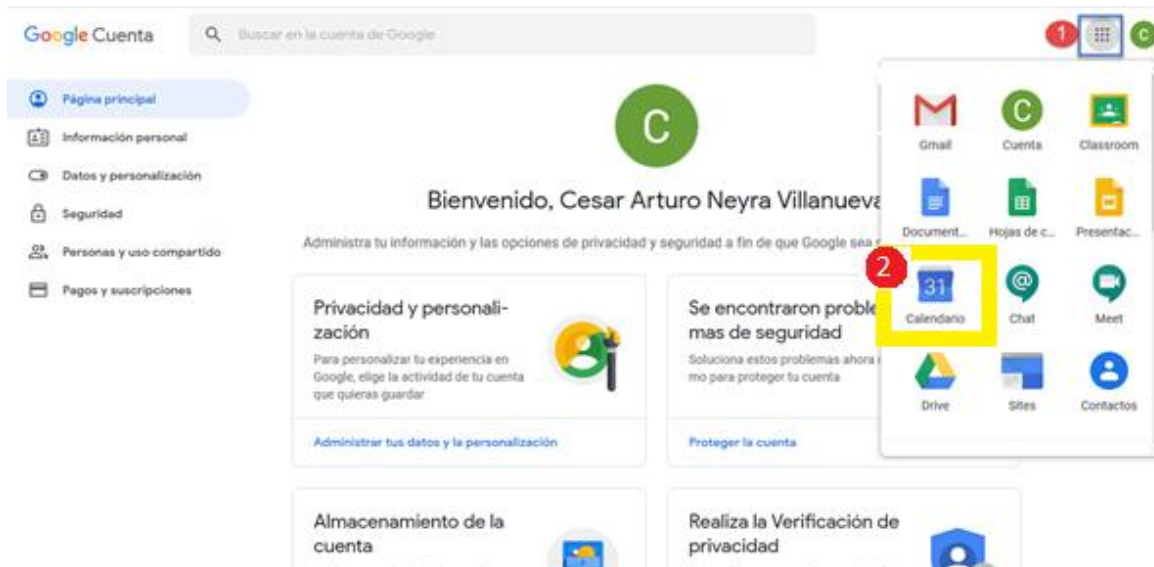 Google Cuenta
Buscar en la cuenta de Google
1
C
Página principal
Información personal
Datos y personalización
Seguridad
Personas y uso compartido
Pagos y suscripciones
C
Bienvenido, Cesar Arturo Neyra Villanueva
Administra tu información y las opciones de privacidad y seguridad a fin de que Google sea
Privacidad y personali-
zación
Para personalizar tu experiencia en
Google, elige la actividad de tu cuenta
que quieras guardar
Administrar tus datos y la personalización
Se encontraron proble
mas de seguridad
Soluciona estos problemas ahora
mo para proteger tu cuenta
Proteger la cuenta
Almacenamiento de la
cuenta
Realiza la Verificación de
privacidad
C
Gmail
Cuenta
Classroom
Document...
Hojas de c...
Presentac...
2
31
Calendario
Chat
Meet
Drive
Sites
Contactos